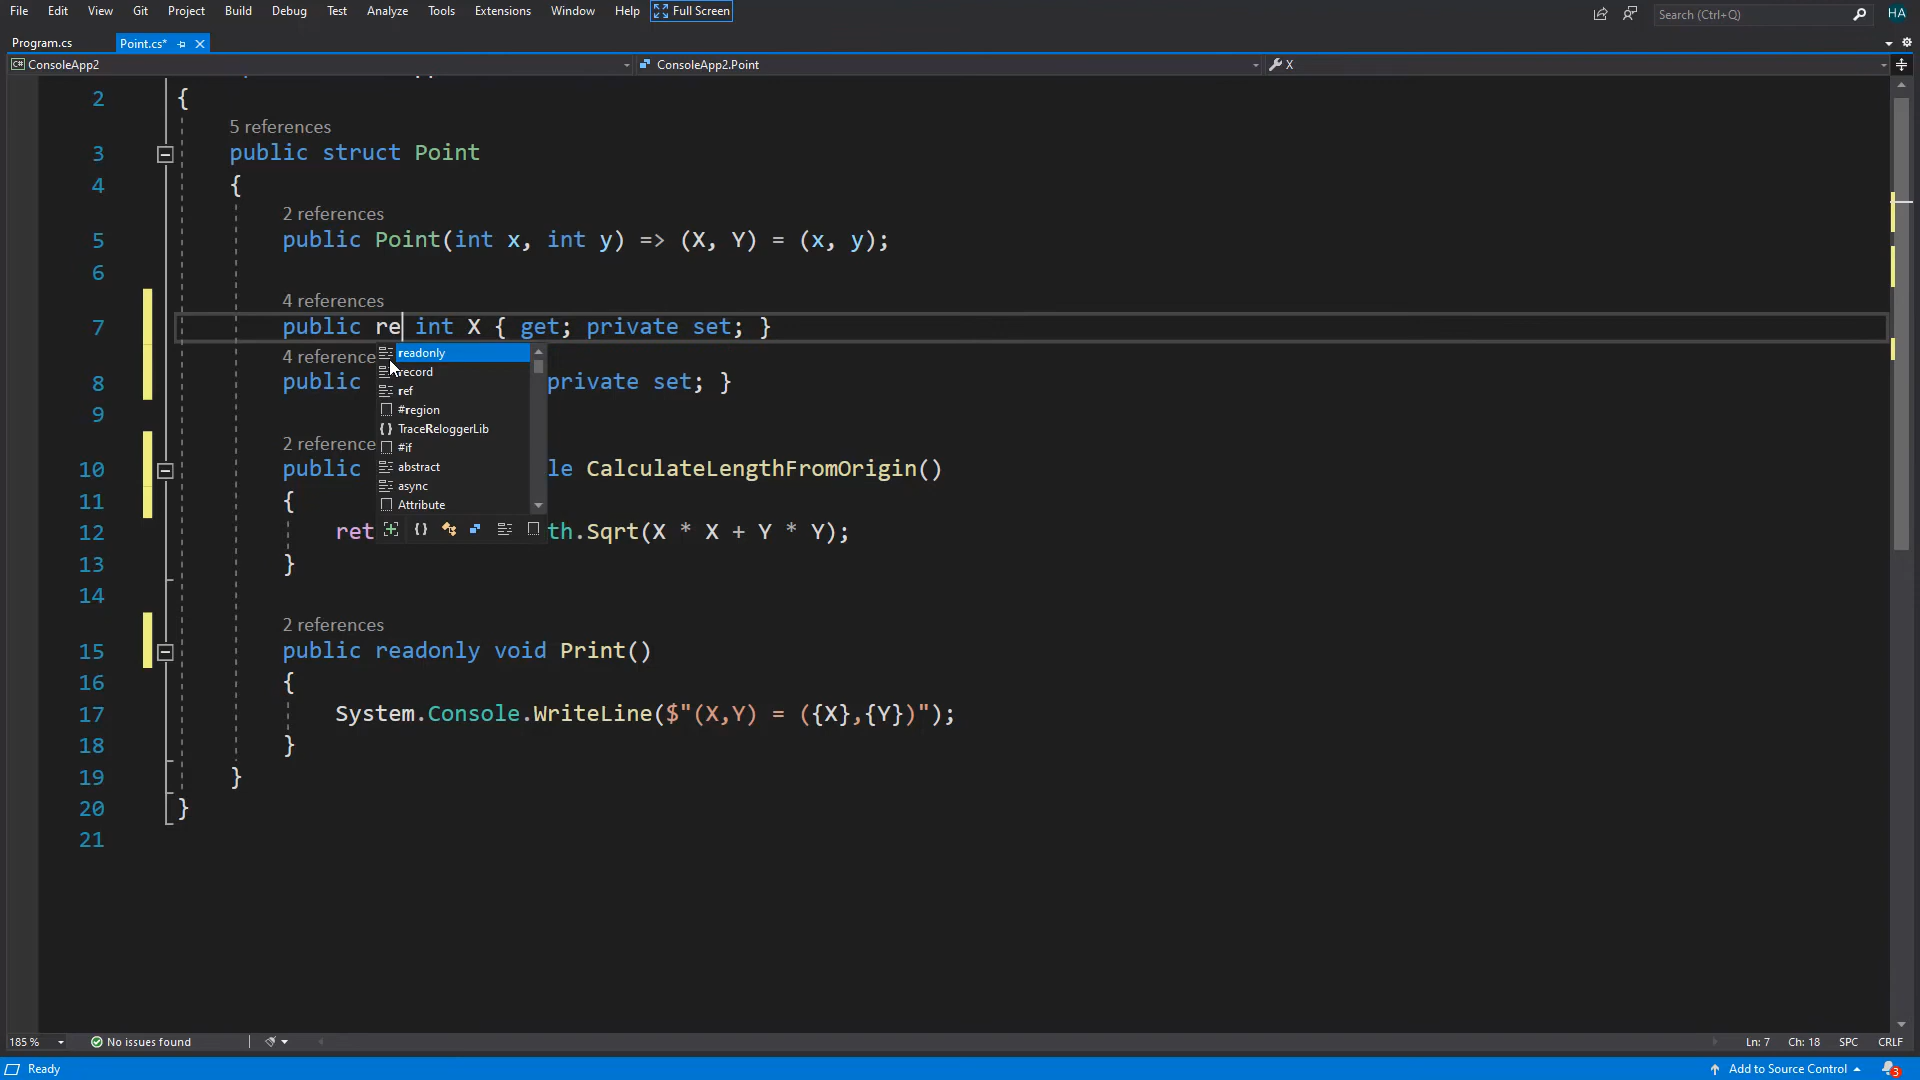 File Edit View Git Project Build Debug Test Analyze Tools Extensions Window Help Full Screen Search (Ctrl+Q) HA
Program.cs Point.cs*
ConsoleApp2 ConsoleApp2.Point X
2 {
5 references
3 public struct Point
4 {
2 references
5 public Point(int x, int y) => (X, Y) = (x, y);
6
4 references
7 public re int X { get; private set; }
4 reference
8 public private set; }
9
2 reference
10 public le CalculateLengthFromOrigin()
11 {
12 ret th.Sqrt(X * X + Y * Y);
13 }
14
2 references
15 public readonly void Print()
16 {
17 System.Console.WriteLine($"(X,Y) = ({X},{Y})");
18 }
19 }
20 }
21
readonly
record
ref
#region
TraceReloggerLib
#if
abstract
async
Attribute
185 % No issues found Ln: 7 Ch: 18 SPC CRLF
Ready Add to Source Control 3